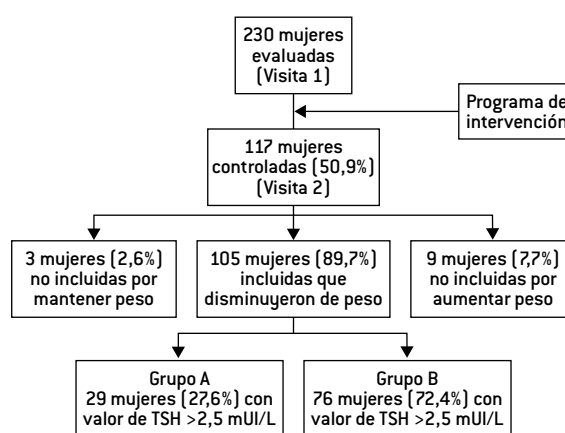 230 mujeres
evaluadas
(Visita 1)
Programa de
intervención
117 mujeres
controladas (50,9%)
(Visita 2)
3 mujeres (2,6%)
no incluidas por
mantener peso
105 mujeres (89,7%)
incluidas que
disminuyeron de peso
9 mujeres (7,7%)
no incluidas por
aumentar peso
Grupo A
29 mujeres (27,6%) con
valor de TSH >2,5 mUI/L
Grupo B
76 mujeres (72,4%) con
valor de TSH >2,5 mUI/L